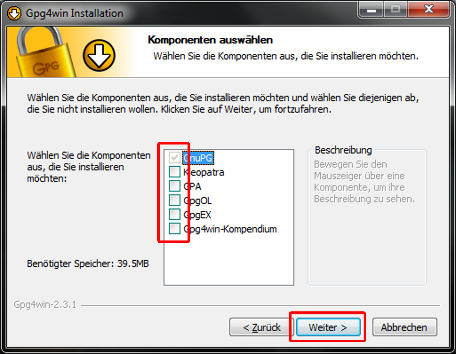 Gpg4win Installation
GPG
Komponenten auswählen
Wählen Sie die Komponenten aus, die Sie installieren möchten.
Wählen Sie die Komponenten aus, die Sie installieren möchten und wählen Sie diejenigen ab,
die Sie nicht installieren wollen. Klicken Sie auf Weiter, um fortzufahren.
Wählen Sie die Komponenten
aus, die Sie installieren
möchten:
GnuPG
Kleopatra
GPA
GpgOL
GpgEX
Gpg4win-Kompendium
Beschreibung
Bewegen Sie den
Mauszeiger über eine
Komponente, um ihre
Beschreibung zu sehen.
Benötigter Speicher: 39.5MB
Gpg4win-2.3.1
< Zurück
Weiter >
Abbrechen